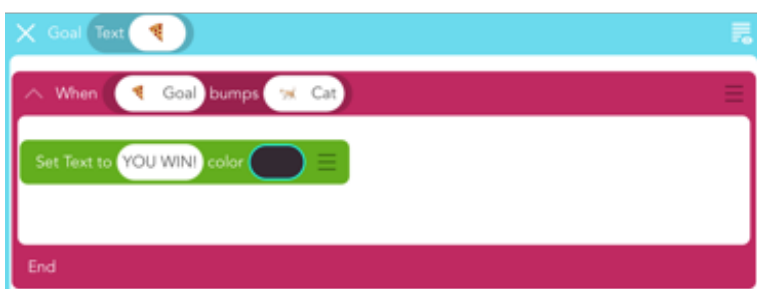 Goal Text
When Goal bumps Cat
Set Text to YOU WIN! color
End